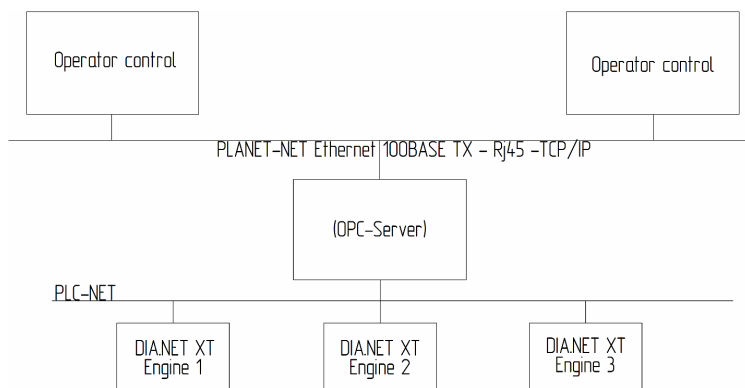 Operator control
Operator control
PLANET-NET Ethernet 100BASE TX - Rj45 -TCP/IP
(OPC-Server)
PLC-NET
DIA.NET XT
Engine 1
DIA.NET XT
Engine 2
DIA.NET XT
Engine 3